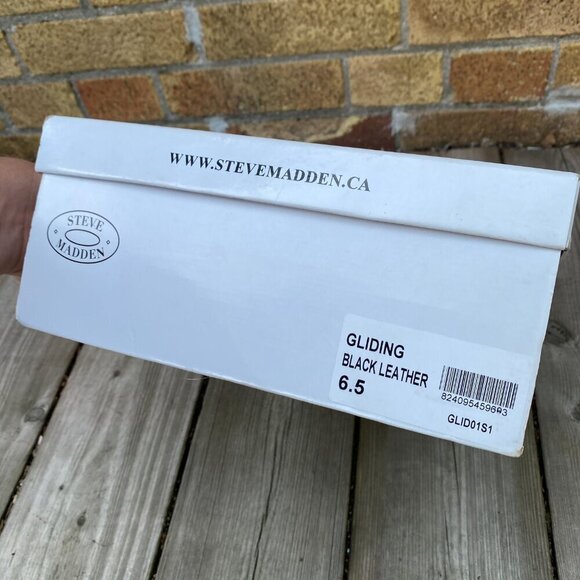 WWW.STEVEMADDEN.CA
STEVE
MADDEN
GLIDING
BLACK LEATHER
6.5
824095459693
GLID01S1